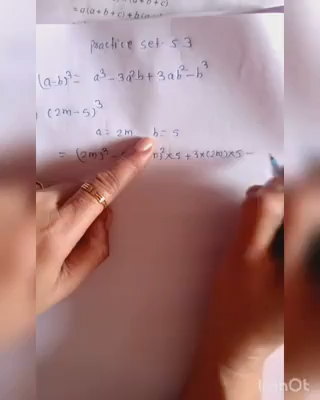 = a(a+b+c)+b(a
practice set 5.3
(a-b)³ = a³-3a²b+3ab²-b³
(2m-5)³
a = 2m b = 5
= (2m)³ - m)²×5 + 3×(2m)×5 -
KINEMASTER